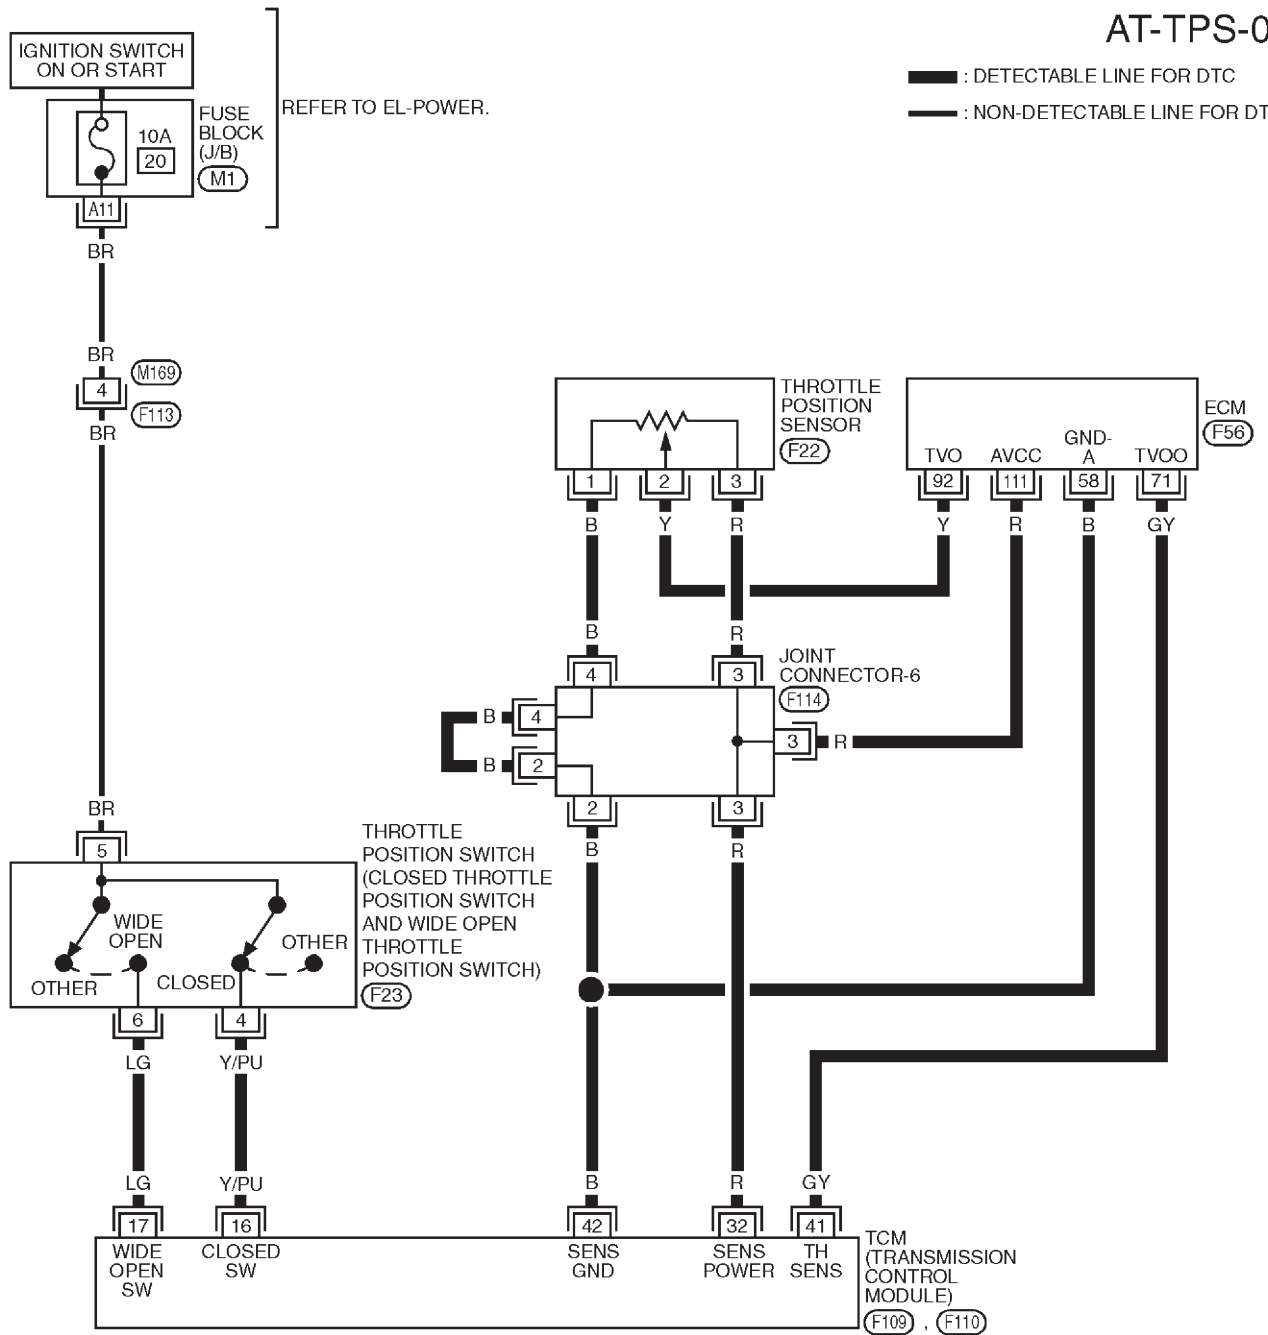 AT-TPS-0
IGNITION SWITCH
ON OR START
FUSE
BLOCK
(J/B)
M1
10A
20
A11
REFER TO EL-POWER.
: DETECTABLE LINE FOR DTC
: NON-DETECTABLE LINE FOR DT
BR
BR
M169
4
F113
BR
BR
5
THROTTLE
POSITION
SENSOR
F22
1
2
3
B
Y
R
ECM
F56
TVO
AVCC
GND-
A
TVOO
92
111
58
71
Y
R
B
GY
B
R
4
3
JOINT
CONNECTOR-6
F114
B
4
B
2
3
R
2
3
B
R
THROTTLE
POSITION SWITCH
(CLOSED THROTTLE
POSITION SWITCH
AND WIDE OPEN
THROTTLE
POSITION SWITCH)
F23
WIDE
OPEN
OTHER
OTHER
CLOSED
6
4
LG
Y/PU
LG
Y/PU
B
R
GY
17
16
42
32
41
WIDE
OPEN
SW
CLOSED
SW
SENS
GND
SENS
POWER
TH
SENS
TCM
(TRANSMISSION
CONTROL
MODULE)
F109 , F110